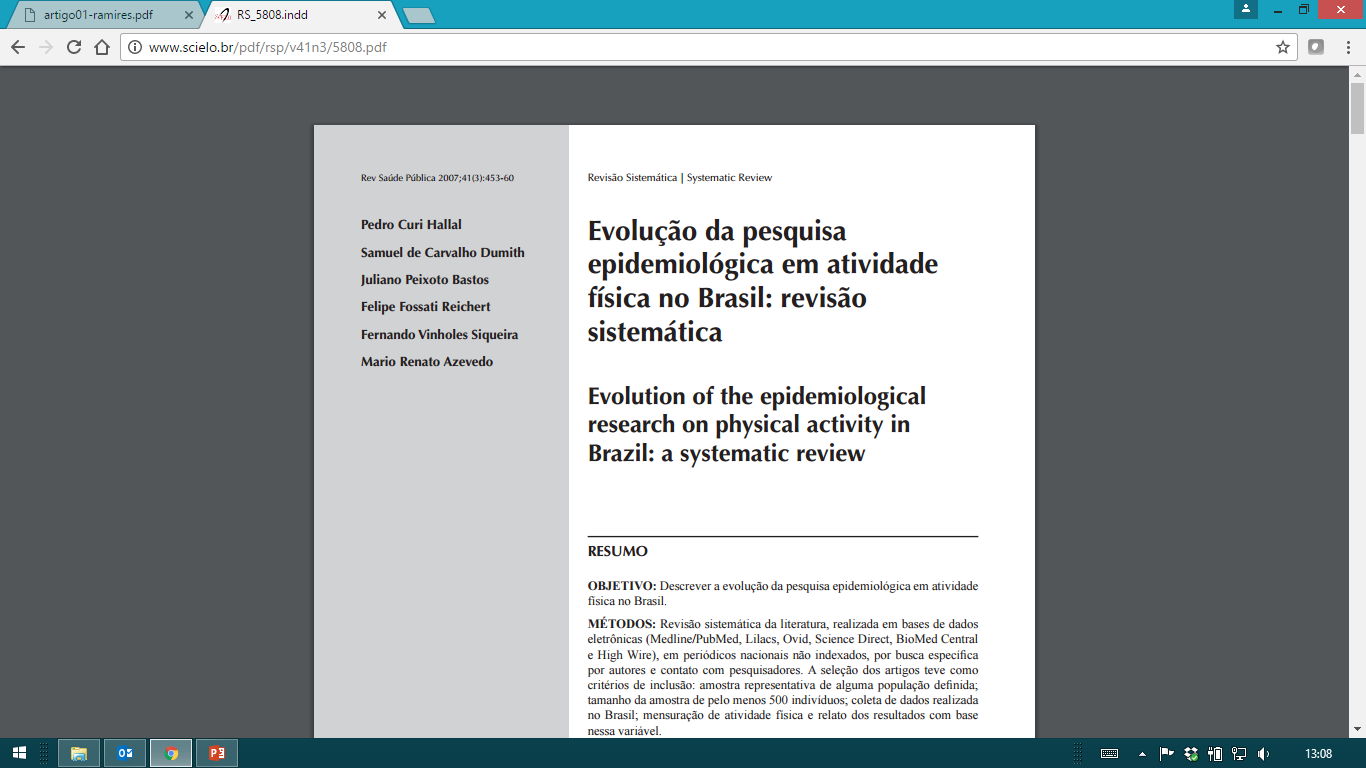 artigo01-ramires.pdf
RS_5808.indd
www.scielo.br/pdf/rsp/v41n3/5808.pdf
Rev Saúde Pública 2007;41(3):453-60
Pedro Curi Hallal
Samuel de Carvalho Dumith
Juliano Peixoto Bastos
Felipe Fossati Reichert
Fernando Vinholes Siqueira
Mario Renato Azevedo
Revisão Sistemática | Systematic Review
Evolução da pesquisa
epidemiológica em atividade
física no Brasil: revisão
sistemática
Evolution of the epidemiological
research on physical activity in
Brazil: a systematic review
RESUMO
OBJETIVO: Descrever a evolução da pesquisa epidemiológica em atividade
física no Brasil.
MÉTODOS: Revisão sistemática da literatura, realizada em bases de dados
eletrônicas (Medline/PubMed, Lilacs, Ovid, Science Direct, BioMed Central
e High Wire), em periódicos nacionais não indexados, por busca específica
por autores e contato com pesquisadores. A seleção dos artigos teve como
critérios de inclusão: amostra representativa de alguma população definida;
tamanho da amostra de pelo menos 500 indivíduos; coleta de dados realizada
no Brasil; mensuração de atividade física e relato dos resultados com base
nessa variável.
13:08